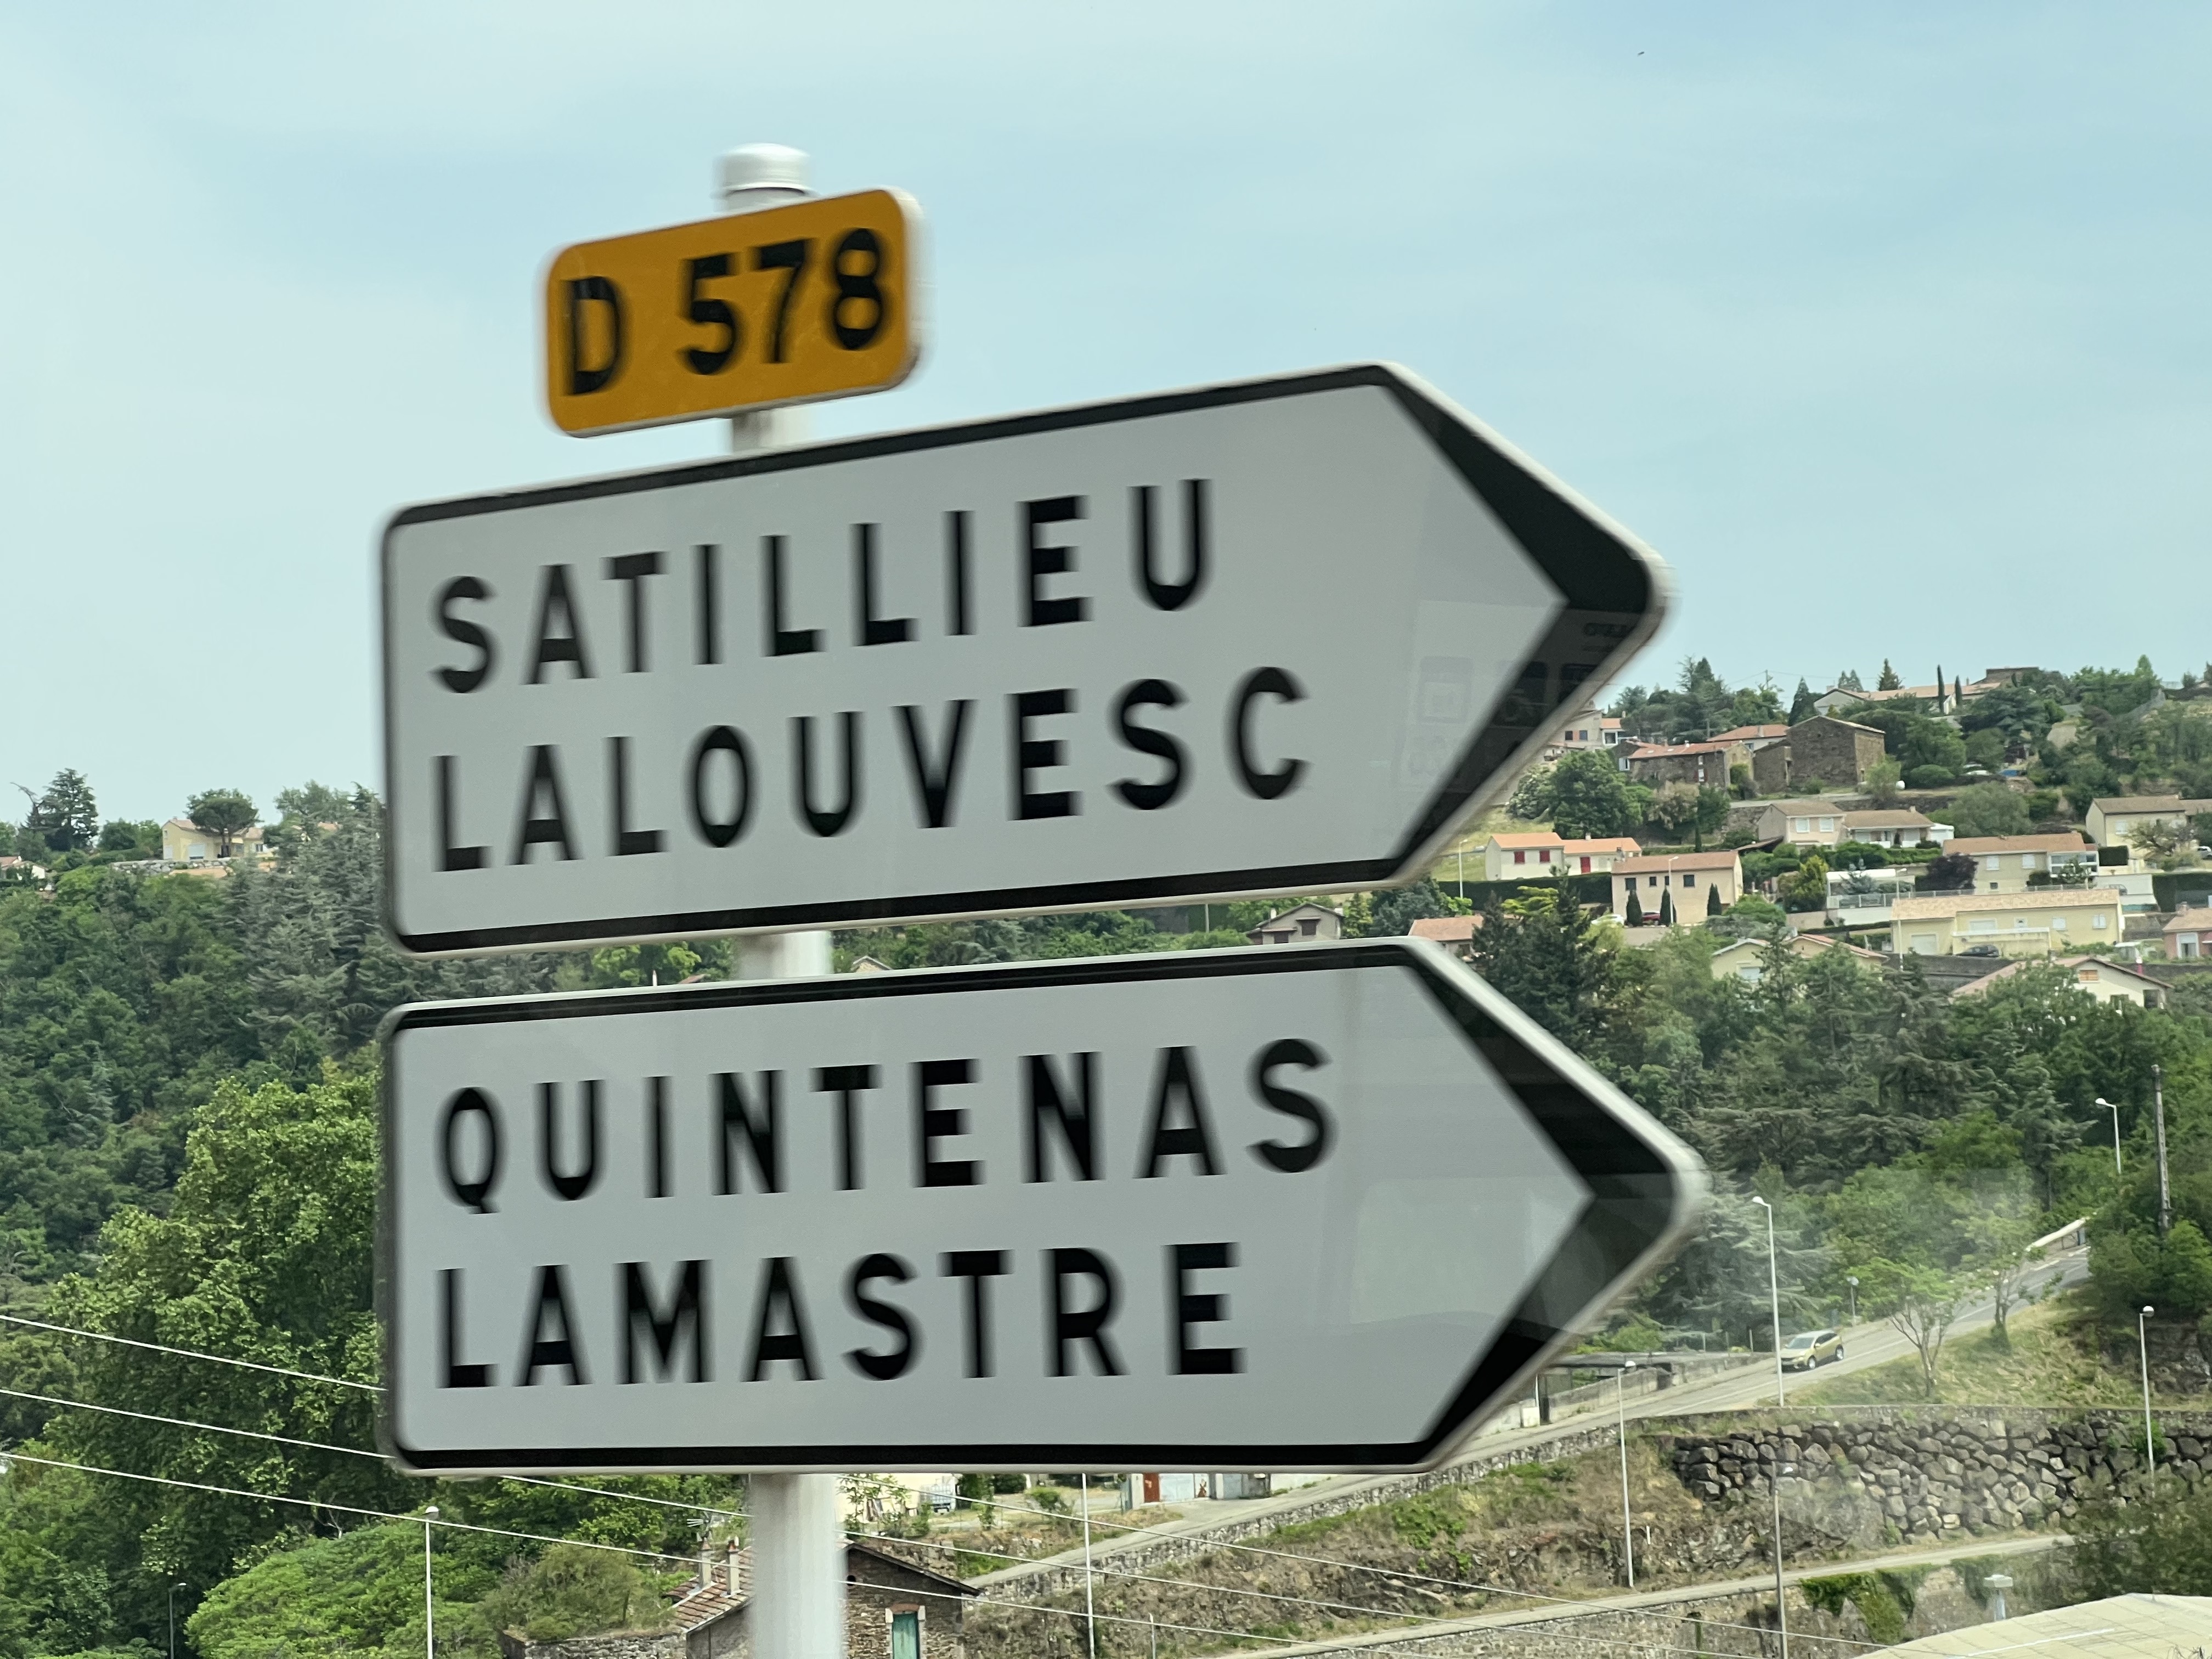 D 578
SATILLIEU
LALOUVESC
QUINTENAS
LAMASTRE